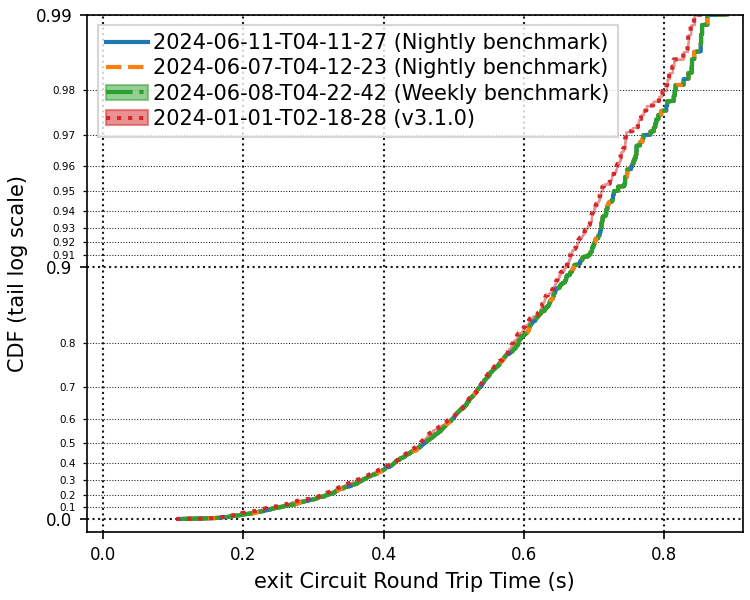 CDF (tail log scale)
0.99
0.98
0.97
0.96
0.95
0.94
0.93
0.92
0.91
0.9
0.8
0.7
0.6
0.5
0.4
0.3
0.2
0.1
0.0
2024-06-11-T04-11-27 (Nightly benchmark)
2024-06-07-T04-12-23 (Nightly benchmark)
2024-06-08-T04-22-42 (Weekly benchmark)
2024-01-01-T02-18-28 (v3.1.0)
0.0 0.2 0.4 0.6 0.8
exit Circuit Round Trip Time (s)